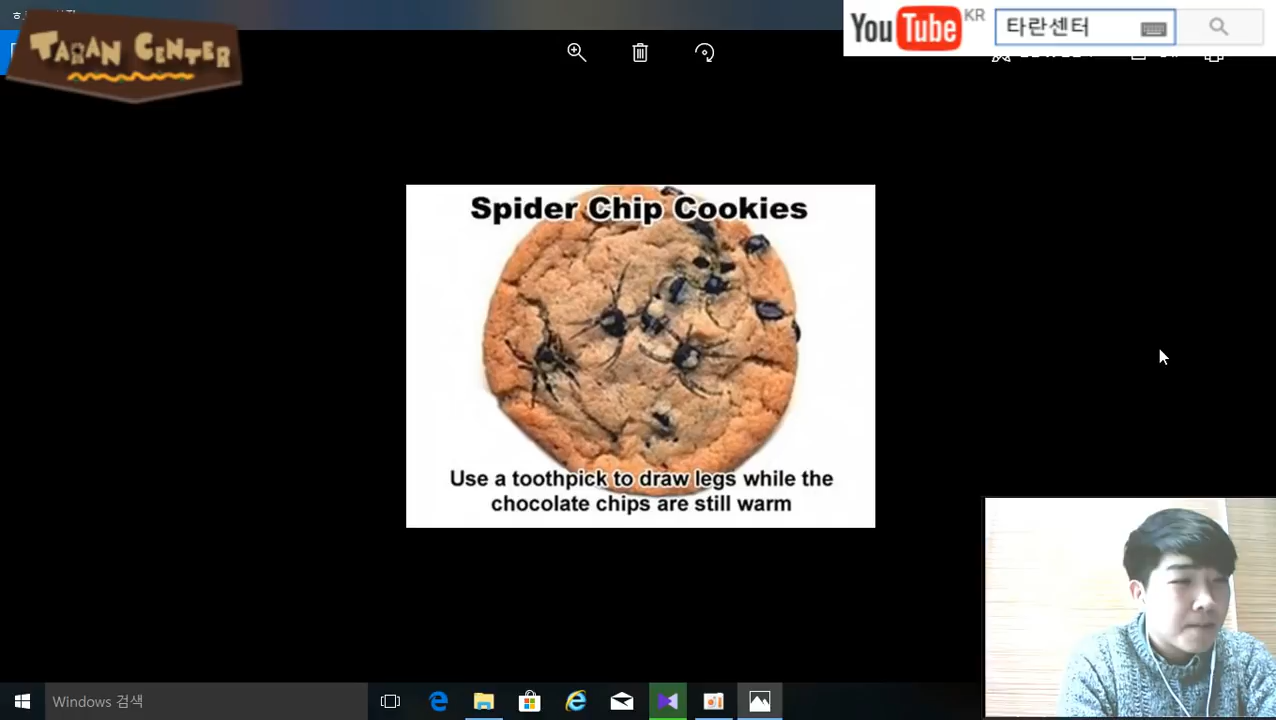 TARAN CENTER
YouTube KR
타란센터
Spider Chip Cookies
Use a toothpick to draw legs while the
chocolate chips are still warm
Windows 검색